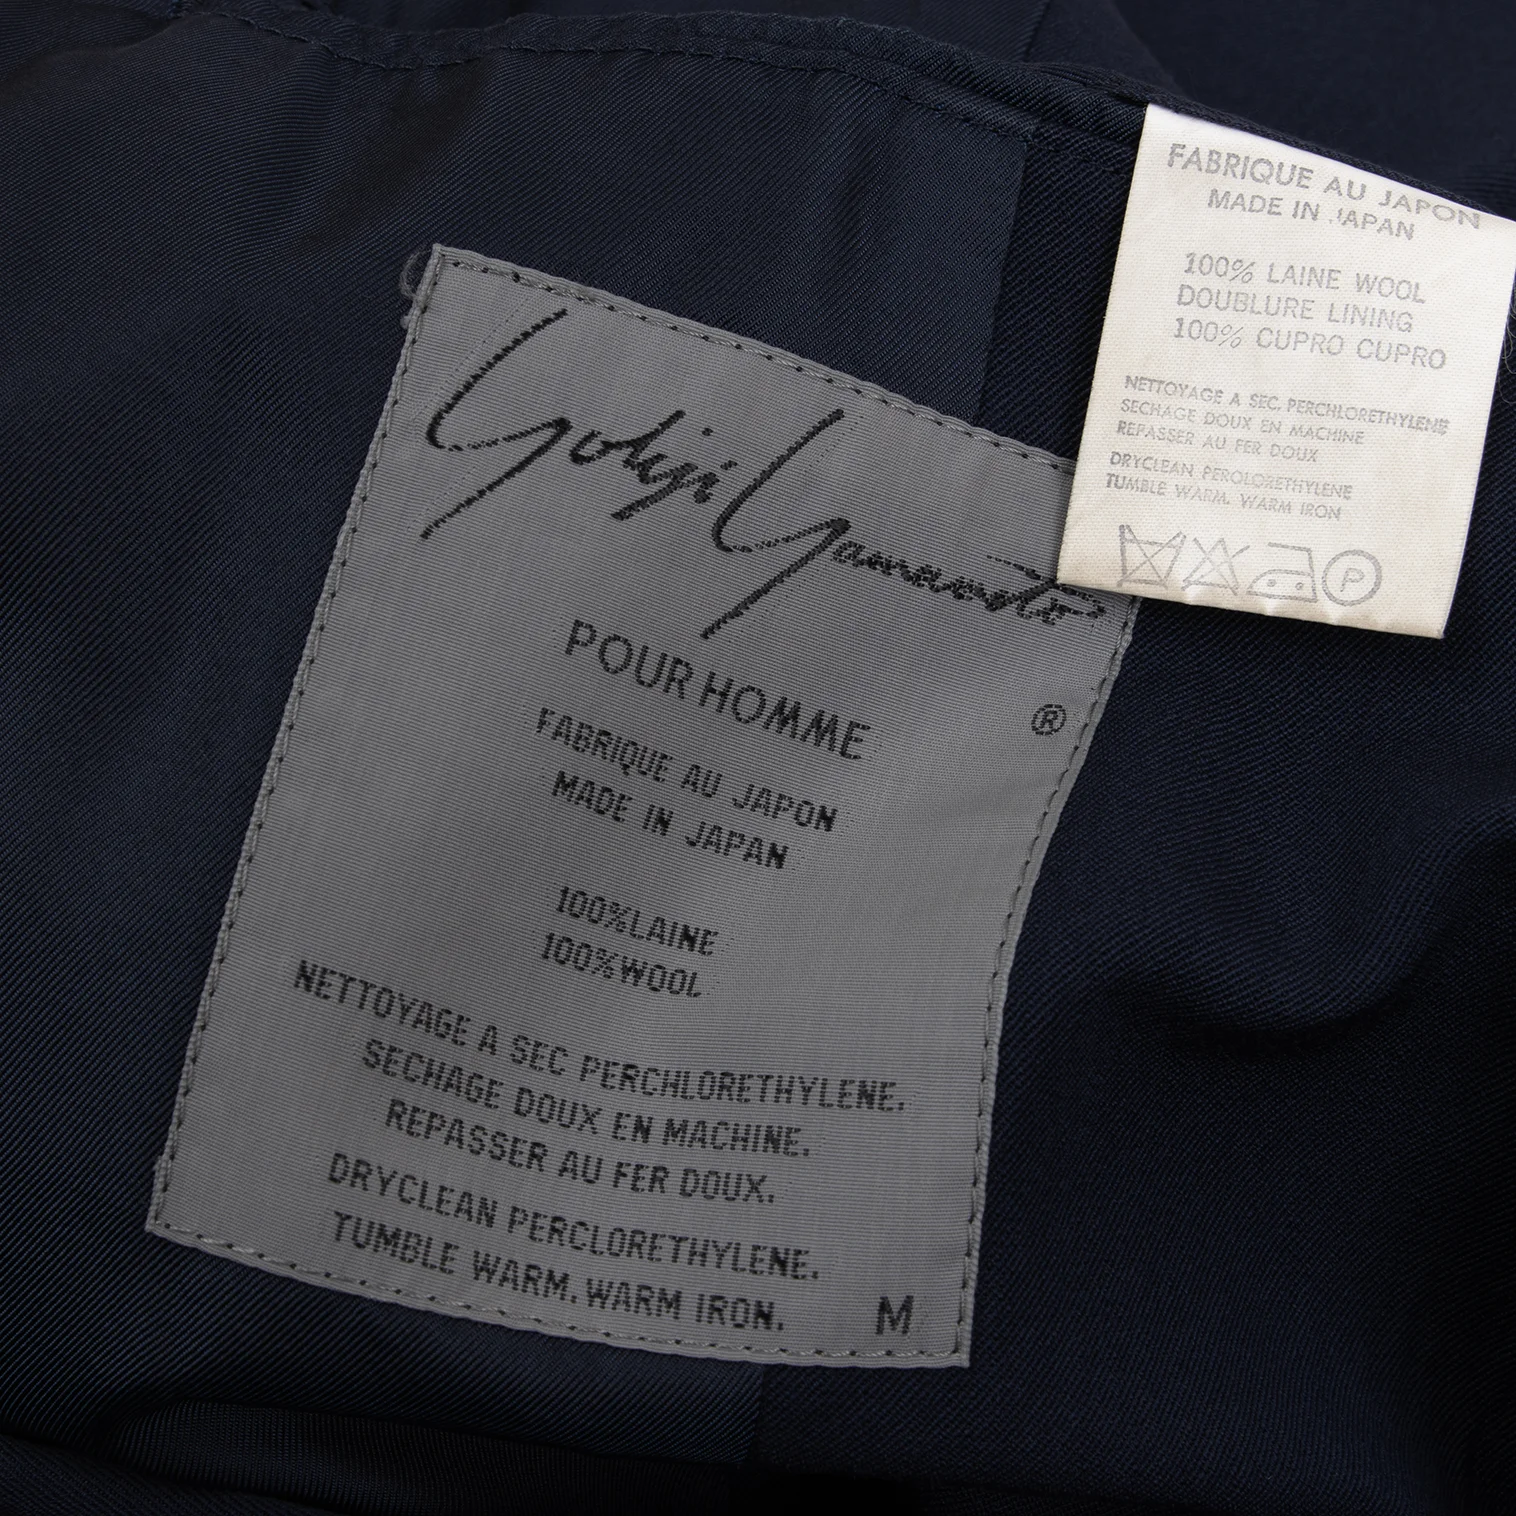 Yohji Yamamoto
POUR HOMME
®
FABRIQUE AU JAPON
MADE IN JAPAN
100%LAINE
100%WOOL
NETTOYAGE A SEC PERCHLORETHYLENE.
SECHAGE DOUX EN MACHINE.
REPASSER AU FER DOUX.
DRYCLEAN PERCLORETHYLENE.
TUMBLE WARM. WARM IRON.
M
FABRIQUE AU JAPON
MADE IN JAPAN
100% LAINE WOOL
DOUBLURE LINING
100% CUPRO CUPRO
NETTOYAGE A SEC, PERCHLORETHYLENE
SECHAGE DOUX EN MACHINE
REPASSER AU FER DOUX
DRYCLEAN PEROLORETHYLENE
TUMBLE WARM. WARM IRON
P